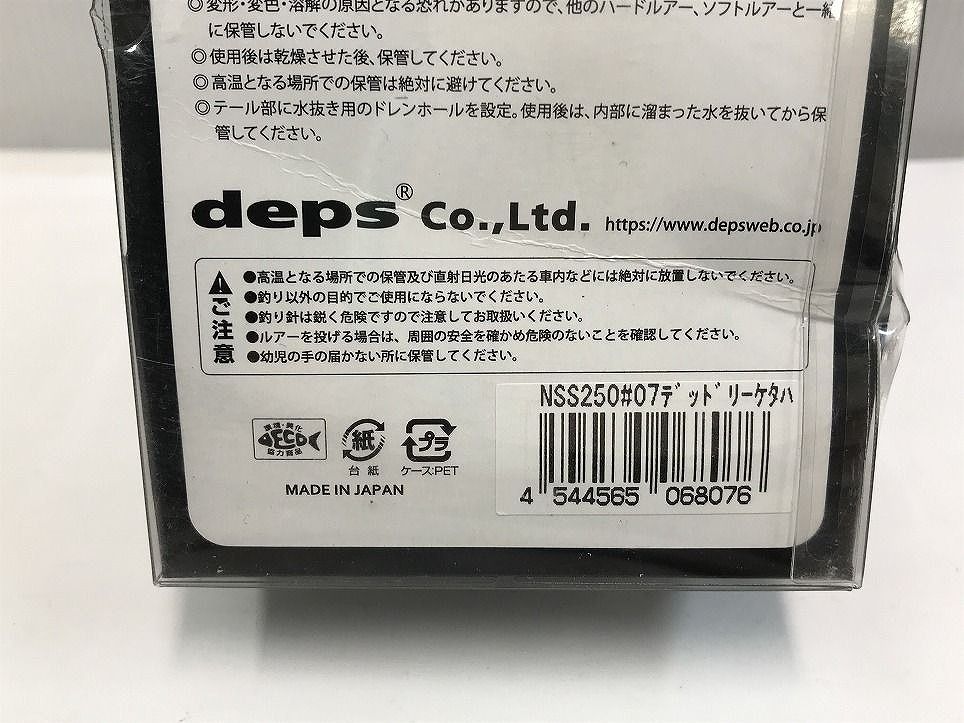 ◎変形・変色・溶解の原因となる恐れがありますので、他のハードルアー、ソフトルアーと一緒
に保管しないでください。
◎使用後は乾燥させた後、保管してください。
◎高温となる場所での保管は絶対に避けてください。
◎テール部に水抜き用のドレンホールを設定。使用後は、内部に溜まった水を抜いてから保
管してください。
deps® Co.,Ltd. https://www.depsweb.co.jp
ご注意
●高温となる場所での保管及び直射日光のあたる車内などには絶対に放置しないでください。
●釣り以外の目的でご使用にならないでください。
●釣り針は鋭く危険ですので注意してお取扱いください。
●ルアーを投げる場合は、周囲の安全を確かめ危険のないことを確認してください。
●幼児の手の届かない所に保管してください。
NSS250#07ﾃﾞｯﾄﾞﾘｰｹﾀﾊ
環境・美化
ECO
協力商品
紙
台紙
プラ
ケース:PET
MADE IN JAPAN
4 544565 068076